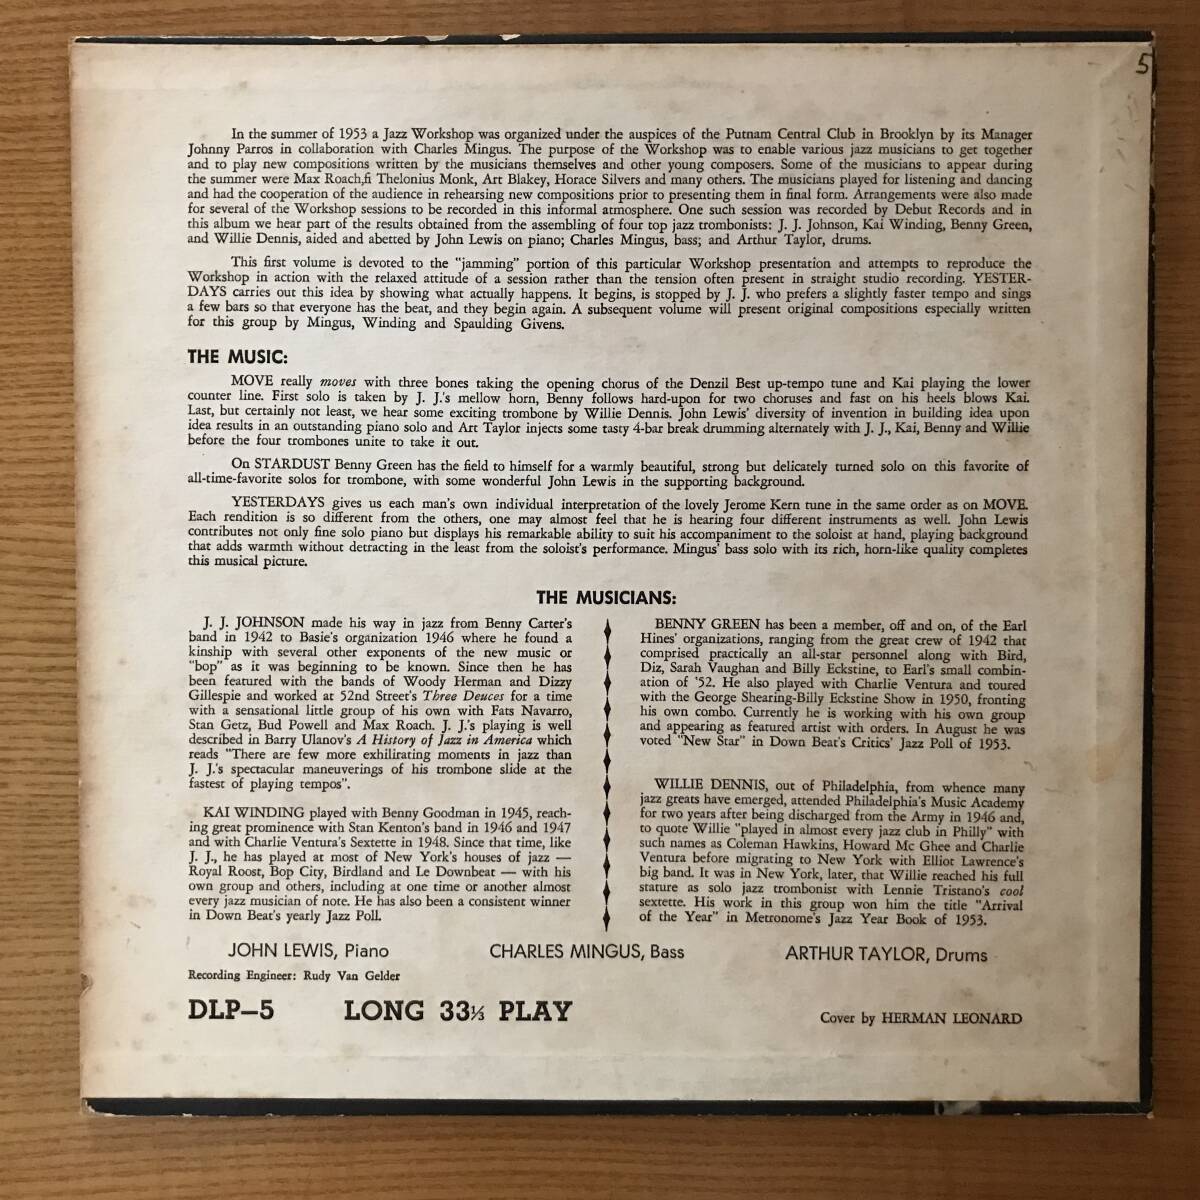 5
In the summer of 1953 a Jazz Workshop was organized under the auspices of the Putnam Central Club in Brooklyn by its Manager
Johnny Parros in collaboration with Charles Mingus. The purpose of the Workshop was to enable various jazz musicians to get together
and to play new compositions written by the musicians themselves and other young composers. Some of the musicians to appear during
the summer were Max Roach,fi Thelonius Monk, Art Blakey, Horace Silvers and many others. The musicians played for listening and dancing
and had the cooperation of the audience in rehearsing new compositions prior to presenting them in final form. Arrangements were also made
for several of the Workshop sessions to be recorded in this informal atmosphere. One such session was recorded by Debut Records and in
this album we hear part of the results obtained from the assembling of four top jazz trombonists: J. J. Johnson, Kai Winding, Benny Green,
and Willie Dennis, aided and abetted by John Lewis on piano; Charles Mingus, bass; and Arthur Taylor, drums.
This first volume is devoted to the "jamming" portion of this particular Workshop presentation and attempts to reproduce the
Workshop in action with the relaxed attitude of a session rather than the tension often present in straight studio recording. YESTER-
DAYS carries out this idea by showing what actually happens. It begins, is stopped by J. J. who prefers a slightly faster tempo and sings
a few bars so that everyone has the beat, and they begin again. A subsequent volume will present original compositions especially written
for this group by Mingus, Winding and Spaulding Givens.
THE MUSIC:
MOVE really moves with three bones taking the opening chorus of the Denzil Best up-tempo tune and Kai playing the lower
counter line. First solo is taken by J. J.'s mellow horn, Benny follows hard-upon for two choruses and fast on his heels blows Kai.
Last, but certainly not least, we hear some exciting trombone by Willie Dennis. John Lewis' diversity of invention in building idea upon
idea results in an outstanding piano solo and Art Taylor injects some tasty 4-bar break drumming alternately with J. J., Kai, Benny and Willie
before the four trombones unite to take it out.
On STARDUST Benny Green has the field to himself for a warmly beautiful, strong but delicately turned solo on this favorite of
all-time-favorite solos for trombone, with some wonderful John Lewis in the supporting background.
YESTERDAYS gives us each man's own individual interpretation of the lovely Jerome Kern tune in the same order as on MOVE.
Each rendition is so different from the others, one may almost feel that he is hearing four different instruments as well. John Lewis
contributes not only fine solo piano but displays his remarkable ability to suit his accompaniment to the soloist at hand, playing background
that adds warmth without detracting in the least from the soloist's performance. Mingus' bass solo with its rich, horn-like quality completes
this musical picture.
THE MUSICIANS:
J. J. JOHNSON made his way in jazz from Benny Carter's
band in 1942 to Basie's organization 1946 where he found a
kinship with several other exponents of the new music or
"bop" as it was beginning to be known. Since then he has
been featured with the bands of Woody Herman and Dizzy
Gillespie and worked at 52nd Street's Three Deuces for a time
with a sensational little group of his own with Fats Navarro,
Stan Getz, Bud Powell and Max Roach. J. J.'s playing is well
described in Barry Ulanov's A History of Jazz in America which
reads "There are few more exhilirating moments in jazz than
J. J.'s spectacular maneuverings of his trombone slide at the
fastest of playing tempos".
KAI WINDING played with Benny Goodman in 1945, reach-
ing great prominence with Stan Kenton's band in 1946 and 1947
and with Charlie Ventura's Sextette in 1948. Since that time, like
J. J., he has played at most of New York's houses of jazz —
Royal Roost, Bop City, Birdland and Le Downbeat — with his
own group and others, including at one time or another almost
every jazz musician of note. He has also been a consistent winner
in Down Beat's yearly Jazz Poll.
BENNY GREEN has been a member, off and on, of the Earl
Hines' organizations, ranging from the great crew of 1942 that
comprised practically an all-star personnel along with Bird,
Diz, Sarah Vaughan and Billy Eckstine, to Earl's small combin-
ation of '52. He also played with Charlie Ventura and toured
with the George Shearing-Billy Eckstine Show in 1950, fronting
his own combo. Currently he is working with his own group
and appearing as featured artist with orders. In August he was
voted "New Star" in Down Beat's Critics' Jazz Poll of 1953.
WILLIE DENNIS, out of Philadelphia, from whence many
jazz greats have emerged, attended Philadelphia's Music Academy
for two years after being discharged from the Army in 1946 and,
to quote Willie "played in almost every jazz club in Philly" with
such names as Coleman Hawkins, Howard Mc Ghee and Charlie
Ventura before migrating to New York with Elliot Lawrence's
big band. It was in New York, later, that Willie reached his full
stature as solo jazz trombonist with Lennie Tristano's cool
sextette. His work in this group won him the title "Arrival
of the Year" in Metronome's Jazz Year Book of 1953.
JOHN LEWIS, Piano CHARLES MINGUS, Bass ARTHUR TAYLOR, Drums
Recording Engineer: Rudy Van Gelder
DLP–5 LONG 33⅓ PLAY
Cover by HERMAN LEONARD